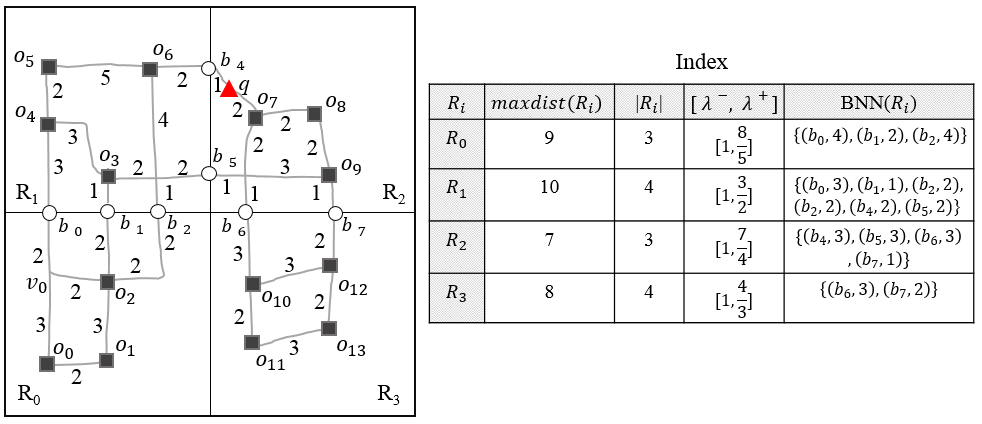 o5 5 o6 2 b4
1 q
2 2 o7 2 o8
o4 3 4 2 2
3 o3 2 2 b5 3 o9
1 1 1 1 1
R1 R2
b0 b1 b2 b6 b7
2 2 2 3 3 2
v0 2 o2 2 o10 o12
3 3 2 2
o0 2 o1 o11 3 o13
R0 R3
Index
Ri maxdist(Ri) |Ri| [λ−, λ+] BNN(Ri)
R0 9 3 [1, 8/5] {(b0, 4), (b1, 2), (b2, 4)}
R1 10 4 [1, 3/2] {(b0, 3), (b1, 1), (b2, 2),
(b2, 2), (b4, 2), (b5, 2)}
R2 7 3 [1, 7/4] {(b4, 3), (b5, 3), (b6, 3)
, (b7, 1)}
R3 8 4 [1, 4/3] {(b6, 3), (b7, 2)}